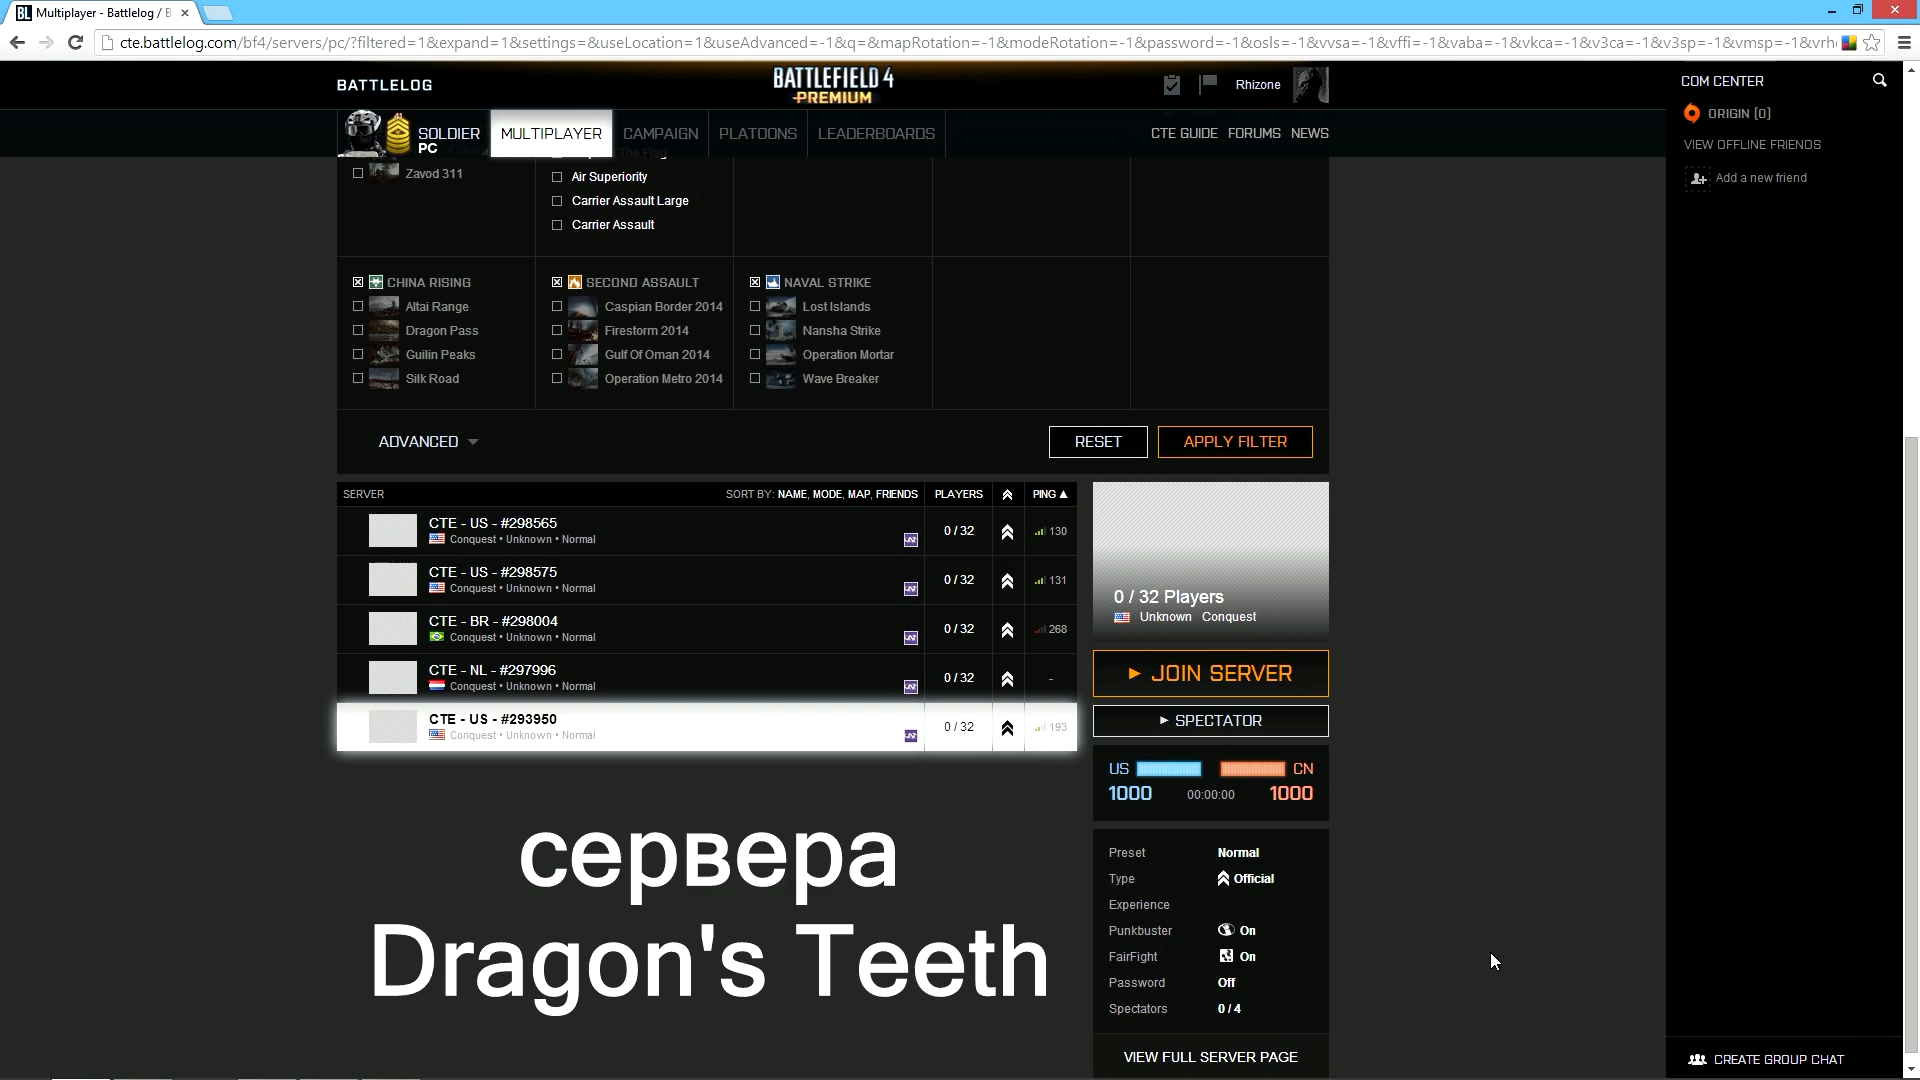 Multiplayer - Battlelog / B
cte.battlelog.com/bf4/servers/pc/?filtered=1&expand=1&settings=&useLocation=1&useAdvanced=-1&q=&mapRotation=-1&modeRotation=-1&password=-1&osls=-1&vvsa=-1&vffi=-1&vaba=-1&vkca=-1&v3ca=-1&v3sp=-1&vmsp=-1&vrh
BATTLELOG
BATTLEFIELD 4
PREMIUM
Rhizone
SOLDIER
PC
MULTIPLAYER
CAMPAIGN
PLATOONS
LEADERBOARDS
CTE GUIDE
FORUMS
NEWS
COM CENTER
ORIGIN [0]
VIEW OFFLINE FRIENDS
Add a new friend
The Flag
Zavod 311
Air Superiority
Carrier Assault Large
Carrier Assault
CHINA RISING
Altai Range
Dragon Pass
Guilin Peaks
Silk Road
SECOND ASSAULT
Caspian Border 2014
Firestorm 2014
Gulf Of Oman 2014
Operation Metro 2014
NAVAL STRIKE
Lost Islands
Nansha Strike
Operation Mortar
Wave Breaker
ADVANCED
RESET
APPLY FILTER
SERVER SORT BY: NAME, MODE, MAP, FRIENDS PLAYERS PING ▲
CTE - US - #298565
Conquest • Unknown • Normal
0 / 32
130
CTE - US - #298575
Conquest • Unknown • Normal
0 / 32
131
CTE - BR - #298004
Conquest • Unknown • Normal
0 / 32
268
CTE - NL - #297996
Conquest • Unknown • Normal
0 / 32
-
CTE - US - #293950
Conquest • Unknown • Normal
0 / 32
193
0 / 32 Players
Unknown Conquest
JOIN SERVER
SPECTATOR
US CN
1000 00:00:00 1000
Preset Normal
Type Official
Experience
Punkbuster On
FairFight On
Password Off
Spectators 0 / 4
VIEW FULL SERVER PAGE
сервера
Dragon's Teeth
CREATE GROUP CHAT